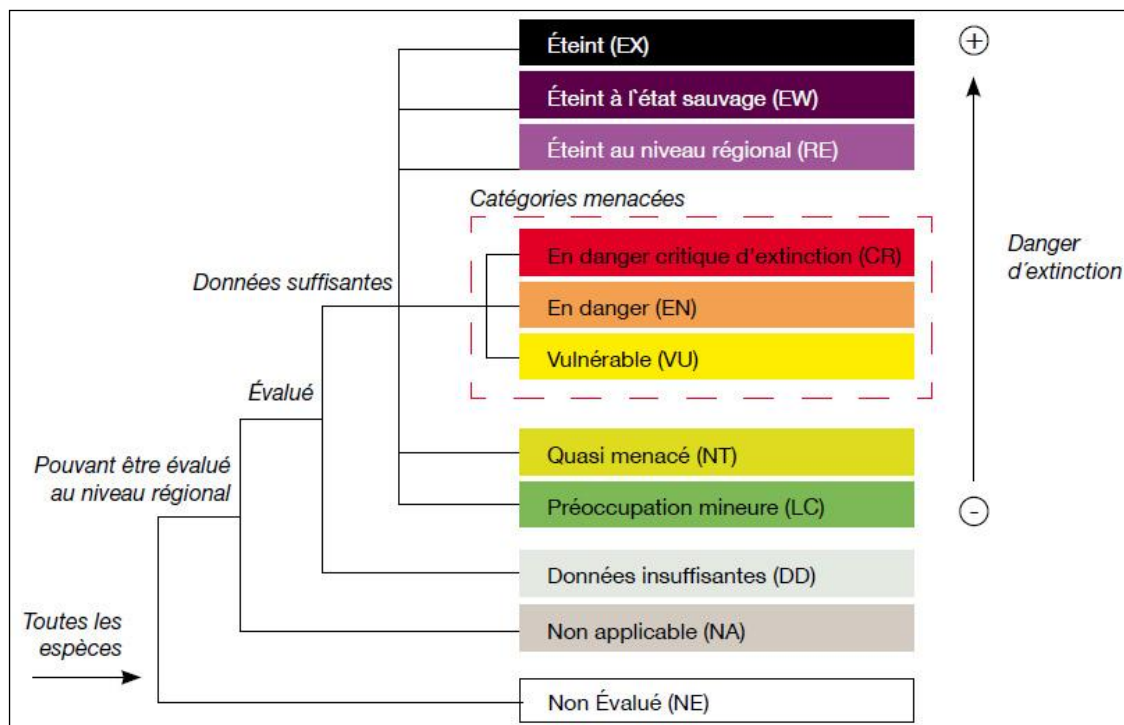 Éteint (EX)
Éteint à l`état sauvage (EW)
Éteint au niveau régional (RE)
Catégories menacées
En danger critique d'extinction (CR)
En danger (EN)
Vulnérable (VU)
Données suffisantes
Quasi menacé (NT)
Préoccupation mineure (LC)
Évalué
Données insuffisantes (DD)
Pouvant être évalué
au niveau régional
Non applicable (NA)
Toutes les
espèces
Non Évalué (NE)
+
Danger
d´extinction
-